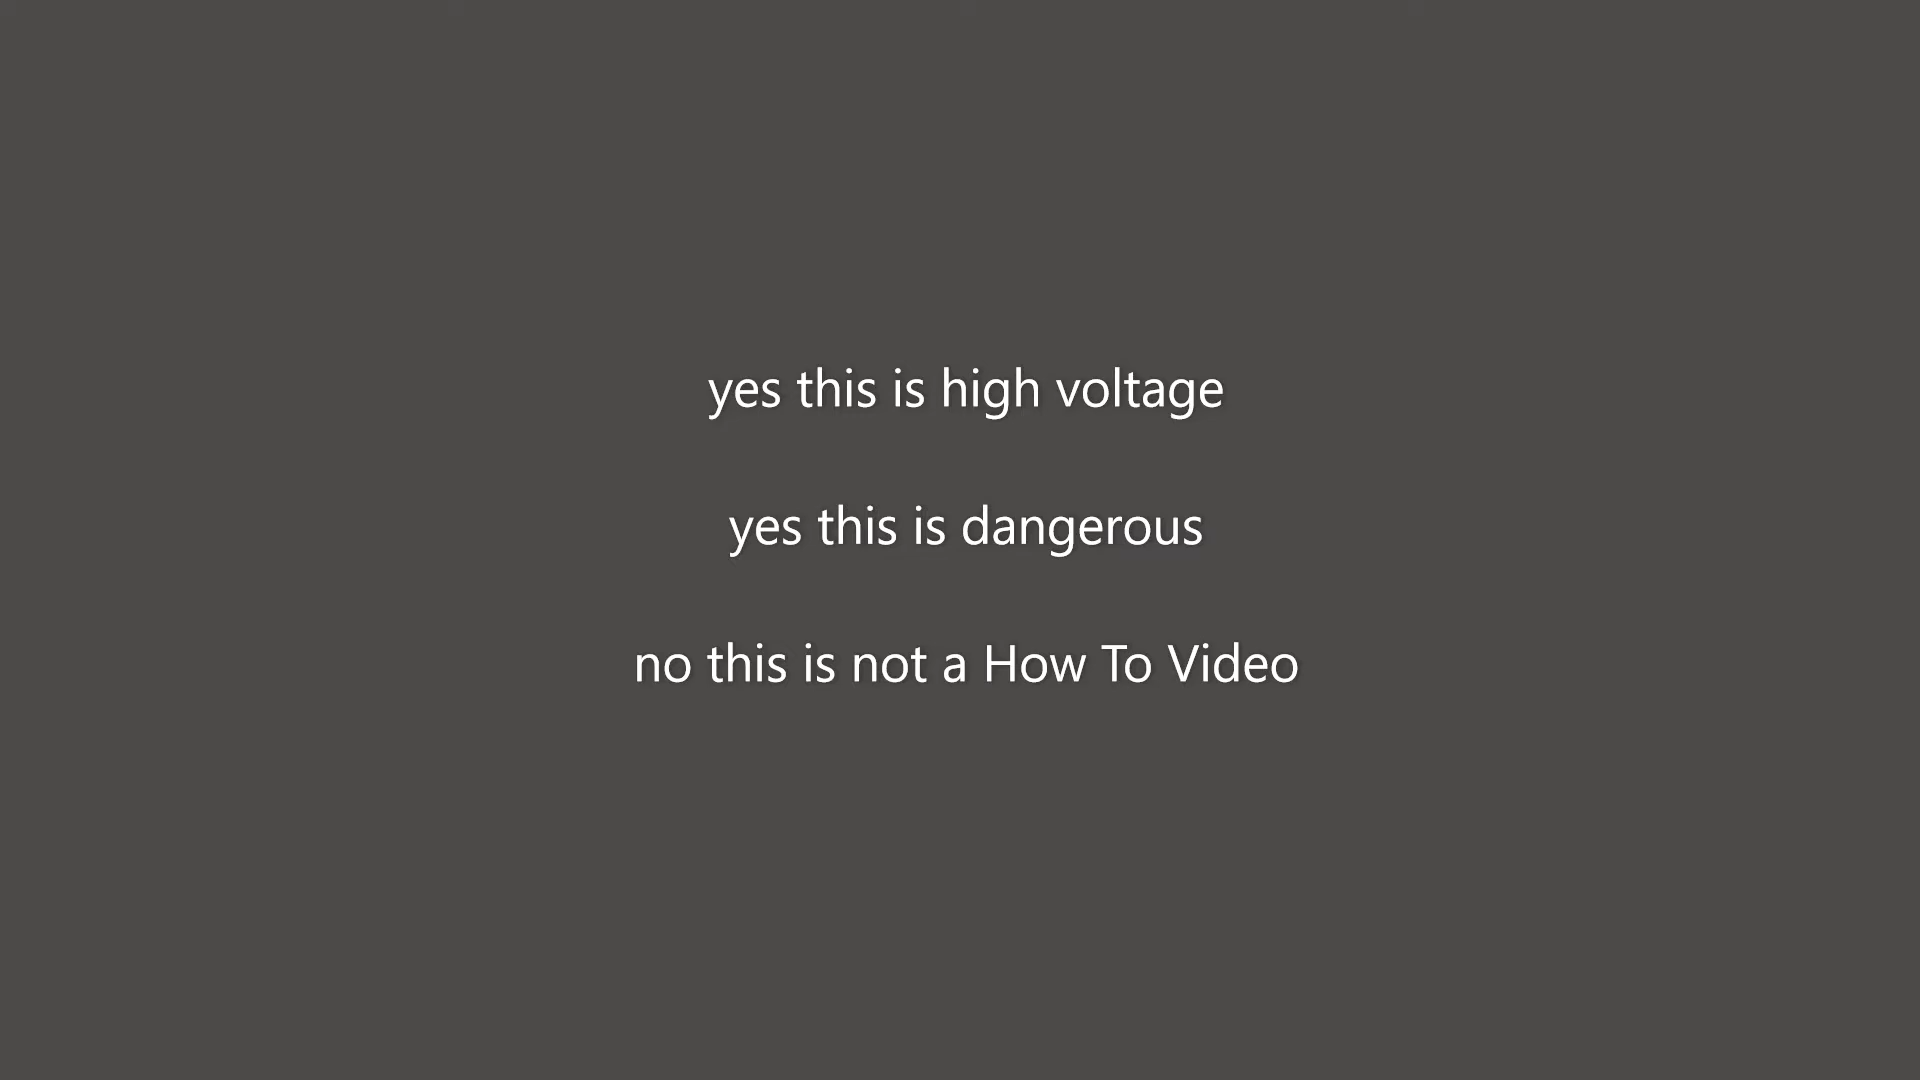 yes this is high voltage
yes this is dangerous
no this is not a How To Video